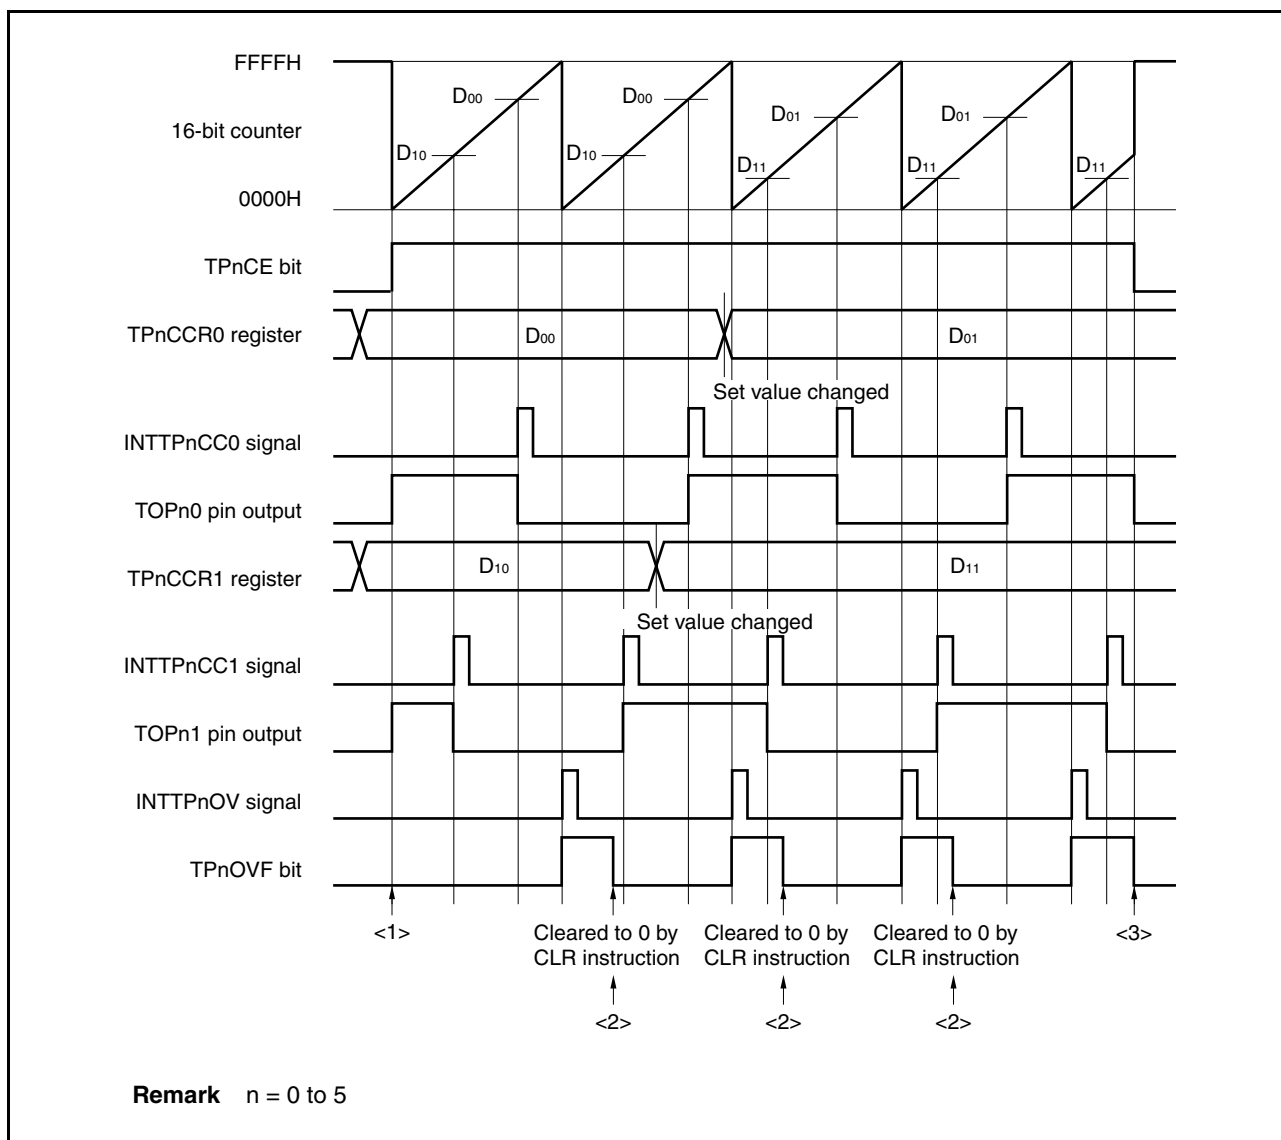 FFFFH
D00
D00
D01
D01
16-bit counter
D10
D10
D11
D11
D11
0000H
TPnCE bit
TPnCCR0 register
D00
D01
Set value changed
INTTPnCC0 signal
TOPn0 pin output
TPnCCR1 register
D10
D11
Set value changed
INTTPnCC1 signal
TOPn1 pin output
INTTPnOV signal
TPnOVF bit
<1>
Cleared to 0 by
CLR instruction
Cleared to 0 by
CLR instruction
Cleared to 0 by
CLR instruction
<3>
<2>
<2>
<2>
Remark n = 0 to 5